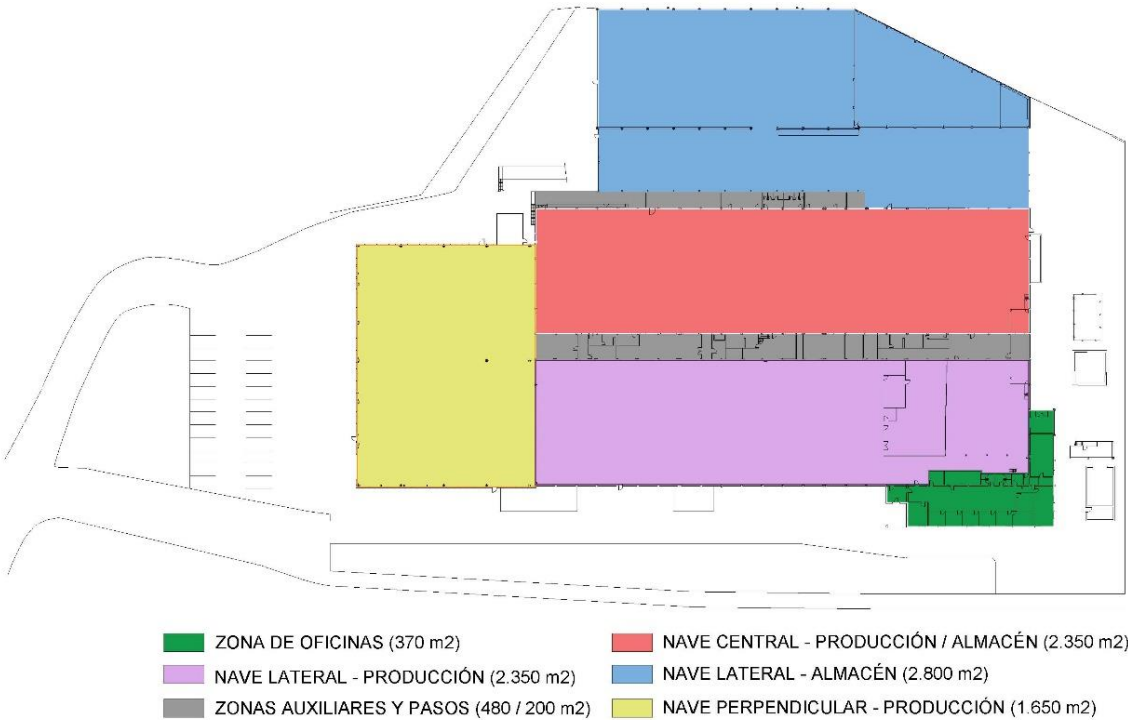 ZONA DE OFICINAS (370 m2)
NAVE LATERAL - PRODUCCIÓN (2.350 m2)
ZONAS AUXILIARES Y PASOS (480 / 200 m2)
NAVE CENTRAL - PRODUCCIÓN / ALMACÉN (2.350 m2)
NAVE LATERAL - ALMACÉN (2.800 m2)
NAVE PERPENDICULAR - PRODUCCIÓN (1.650 m2)